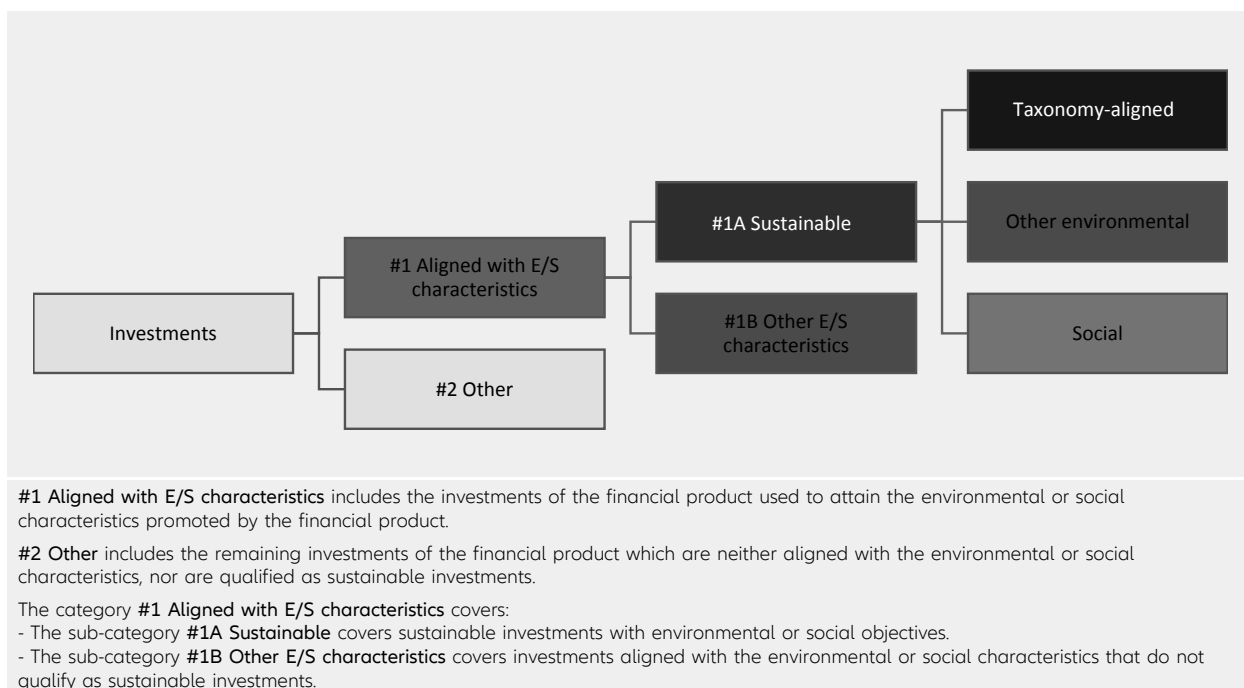 Taxonomy-aligned
#1A Sustainable
Other environmental
#1 Aligned with E/S
characteristics
Investments
#1B Other E/S
characteristics
Social
#2 Other
#1 Aligned with E/S characteristics includes the investments of the financial product used to attain the environmental or social
characteristics promoted by the financial product.
#2 Other includes the remaining investments of the financial product which are neither aligned with the environmental or social
characteristics, nor are qualified as sustainable investments.
The category #1 Aligned with E/S characteristics covers:
- The sub-category #1A Sustainable covers sustainable investments with environmental or social objectives.
- The sub-category #1B Other E/S characteristics covers investments aligned with the environmental or social characteristics that do not
qualify as sustainable investments.